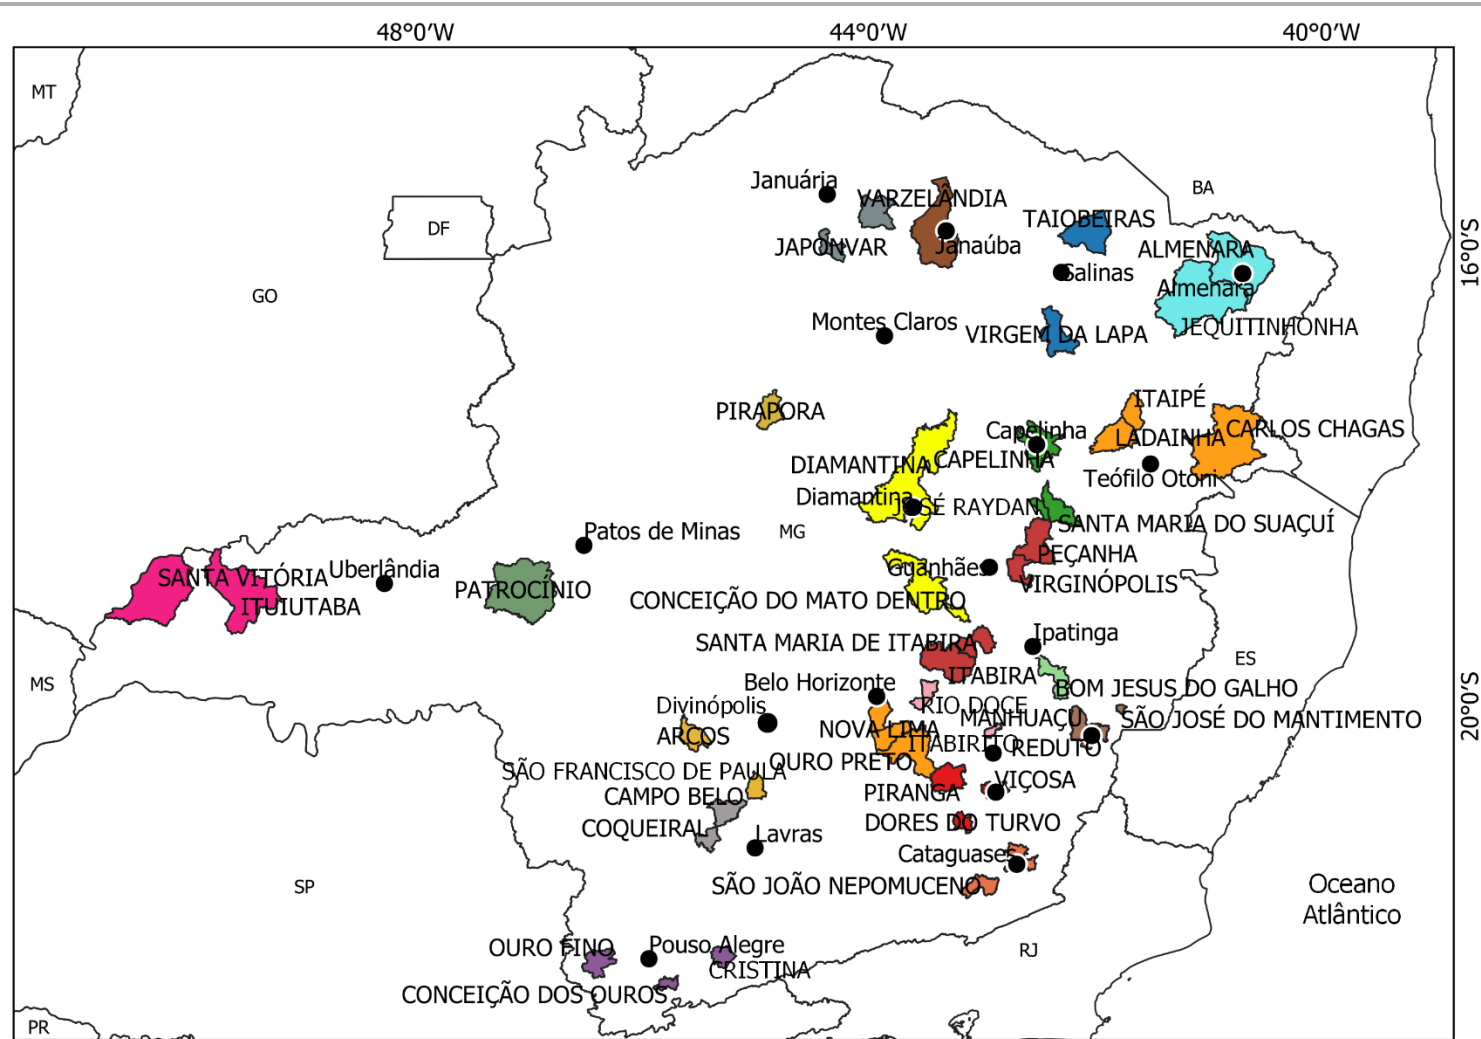 48°0'W
44°0'W
40°0'W
MT
Januária
VARZELÂNDIA
BA
DF
TAIOBEIRAS
16°0'S
JAPONVAR
Janaúba
ALMENARA
Salinas
GO
Almenara
Montes Claros
VIRGEM DA LAPA
JEQUITINHONHA
PIRAPORA
ITAIPÉ
Capelinha
LADAINHA
CARLOS CHAGAS
DIAMANTINA
CAPELINHA
Teófilo Otoni
Diamantina
JOSÉ RAYDAN
SANTA MARIA DO SUAÇUÍ
Patos de Minas
MG
PEÇANHA
Uberlândia
Guanhães
SANTA VITÓRIA
PATROCÍNIO
VIRGINÓPOLIS
ITUIUTABA
CONCEIÇÃO DO MATO DENTRO
Ipatinga
SANTA MARIA DE ITABIRA
ES
MS
Belo Horizonte
ITABIRA
BOM JESUS DO GALHO
Divinópolis
RIO DOCE
MANHUAÇU
SÃO JOSÉ DO MANTIMENTO
20°0'S
ARCOS
NOVA LIMA
ITABIRITO
REDUTO
OURO PRETO
SÃO FRANCISCO DE PAULA
VIÇOSA
CAMPO BELO
PIRANGA
COQUEIRAL
Lavras
DORES DO TURVO
Cataguases
SP
SÃO JOÃO NEPOMUCENO
Oceano
Atlântico
OURO FINO
Pouso Alegre
RJ
CRISTINA
CONCEIÇÃO DOS OUROS
PR